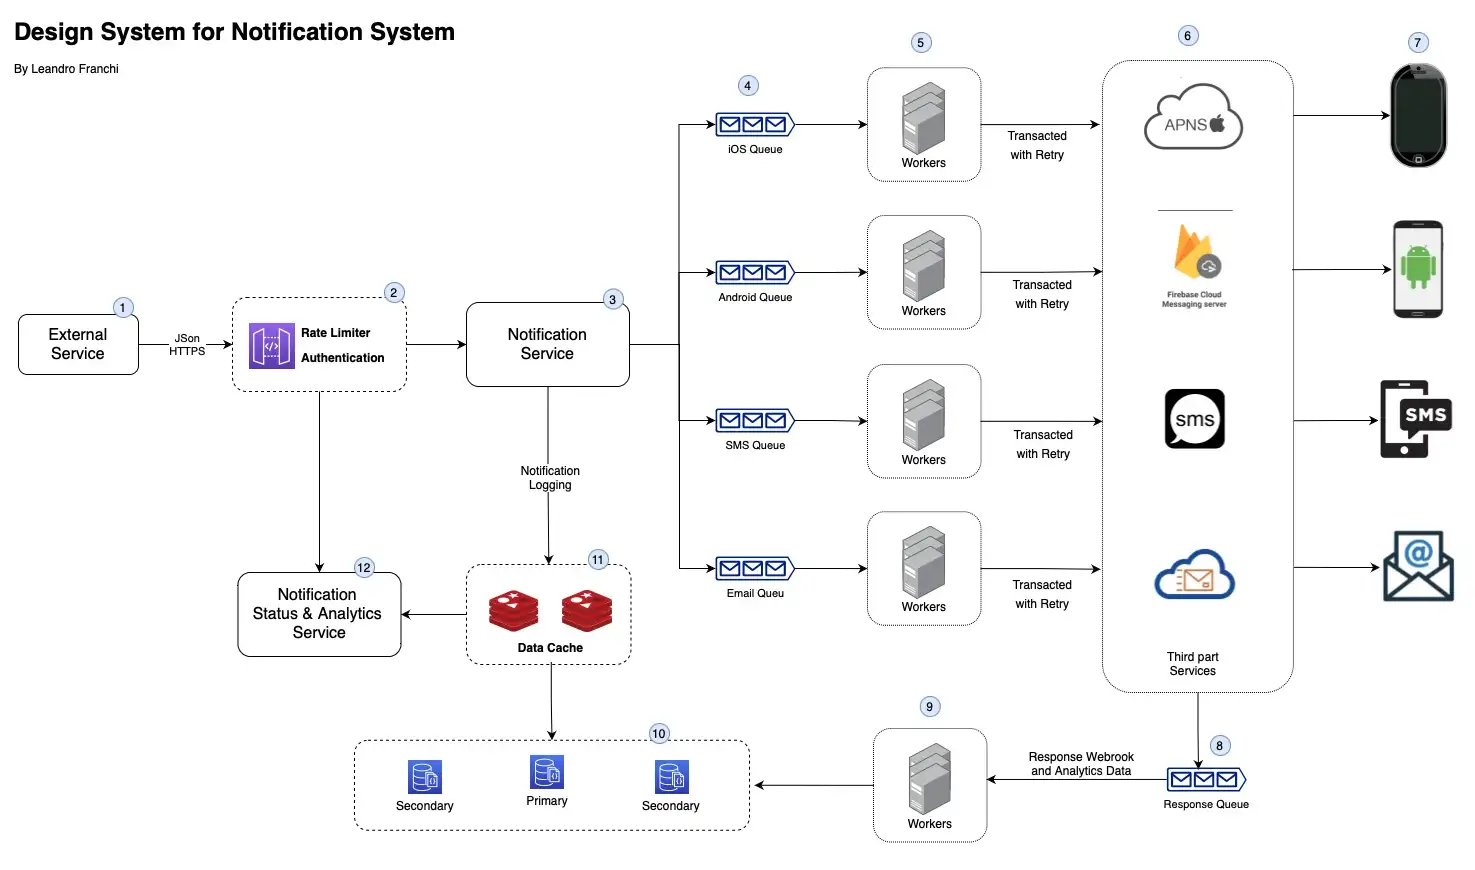 Design System for Notification System
By Leandro Franchi
1
External
Service
JSon
HTTPS
2
Rate Limiter
Authentication
3
Notification
Service
4
iOS Queue
Android Queue
SMS Queue
Email Queu
5
Workers
Workers
Workers
Workers
Transacted
with Retry
Transacted
with Retry
Transacted
with Retry
Transacted
with Retry
6
APNS
Firebase Cloud
Messaging server
sms
Third part
Services
7
SMS
@
8
Response Queue
Response Webrook
and Analytics Data
9
Workers
10
Secondary
Primary
Secondary
Notification
Logging
11
Data Cache
12
Notification
Status & Analytics
Service